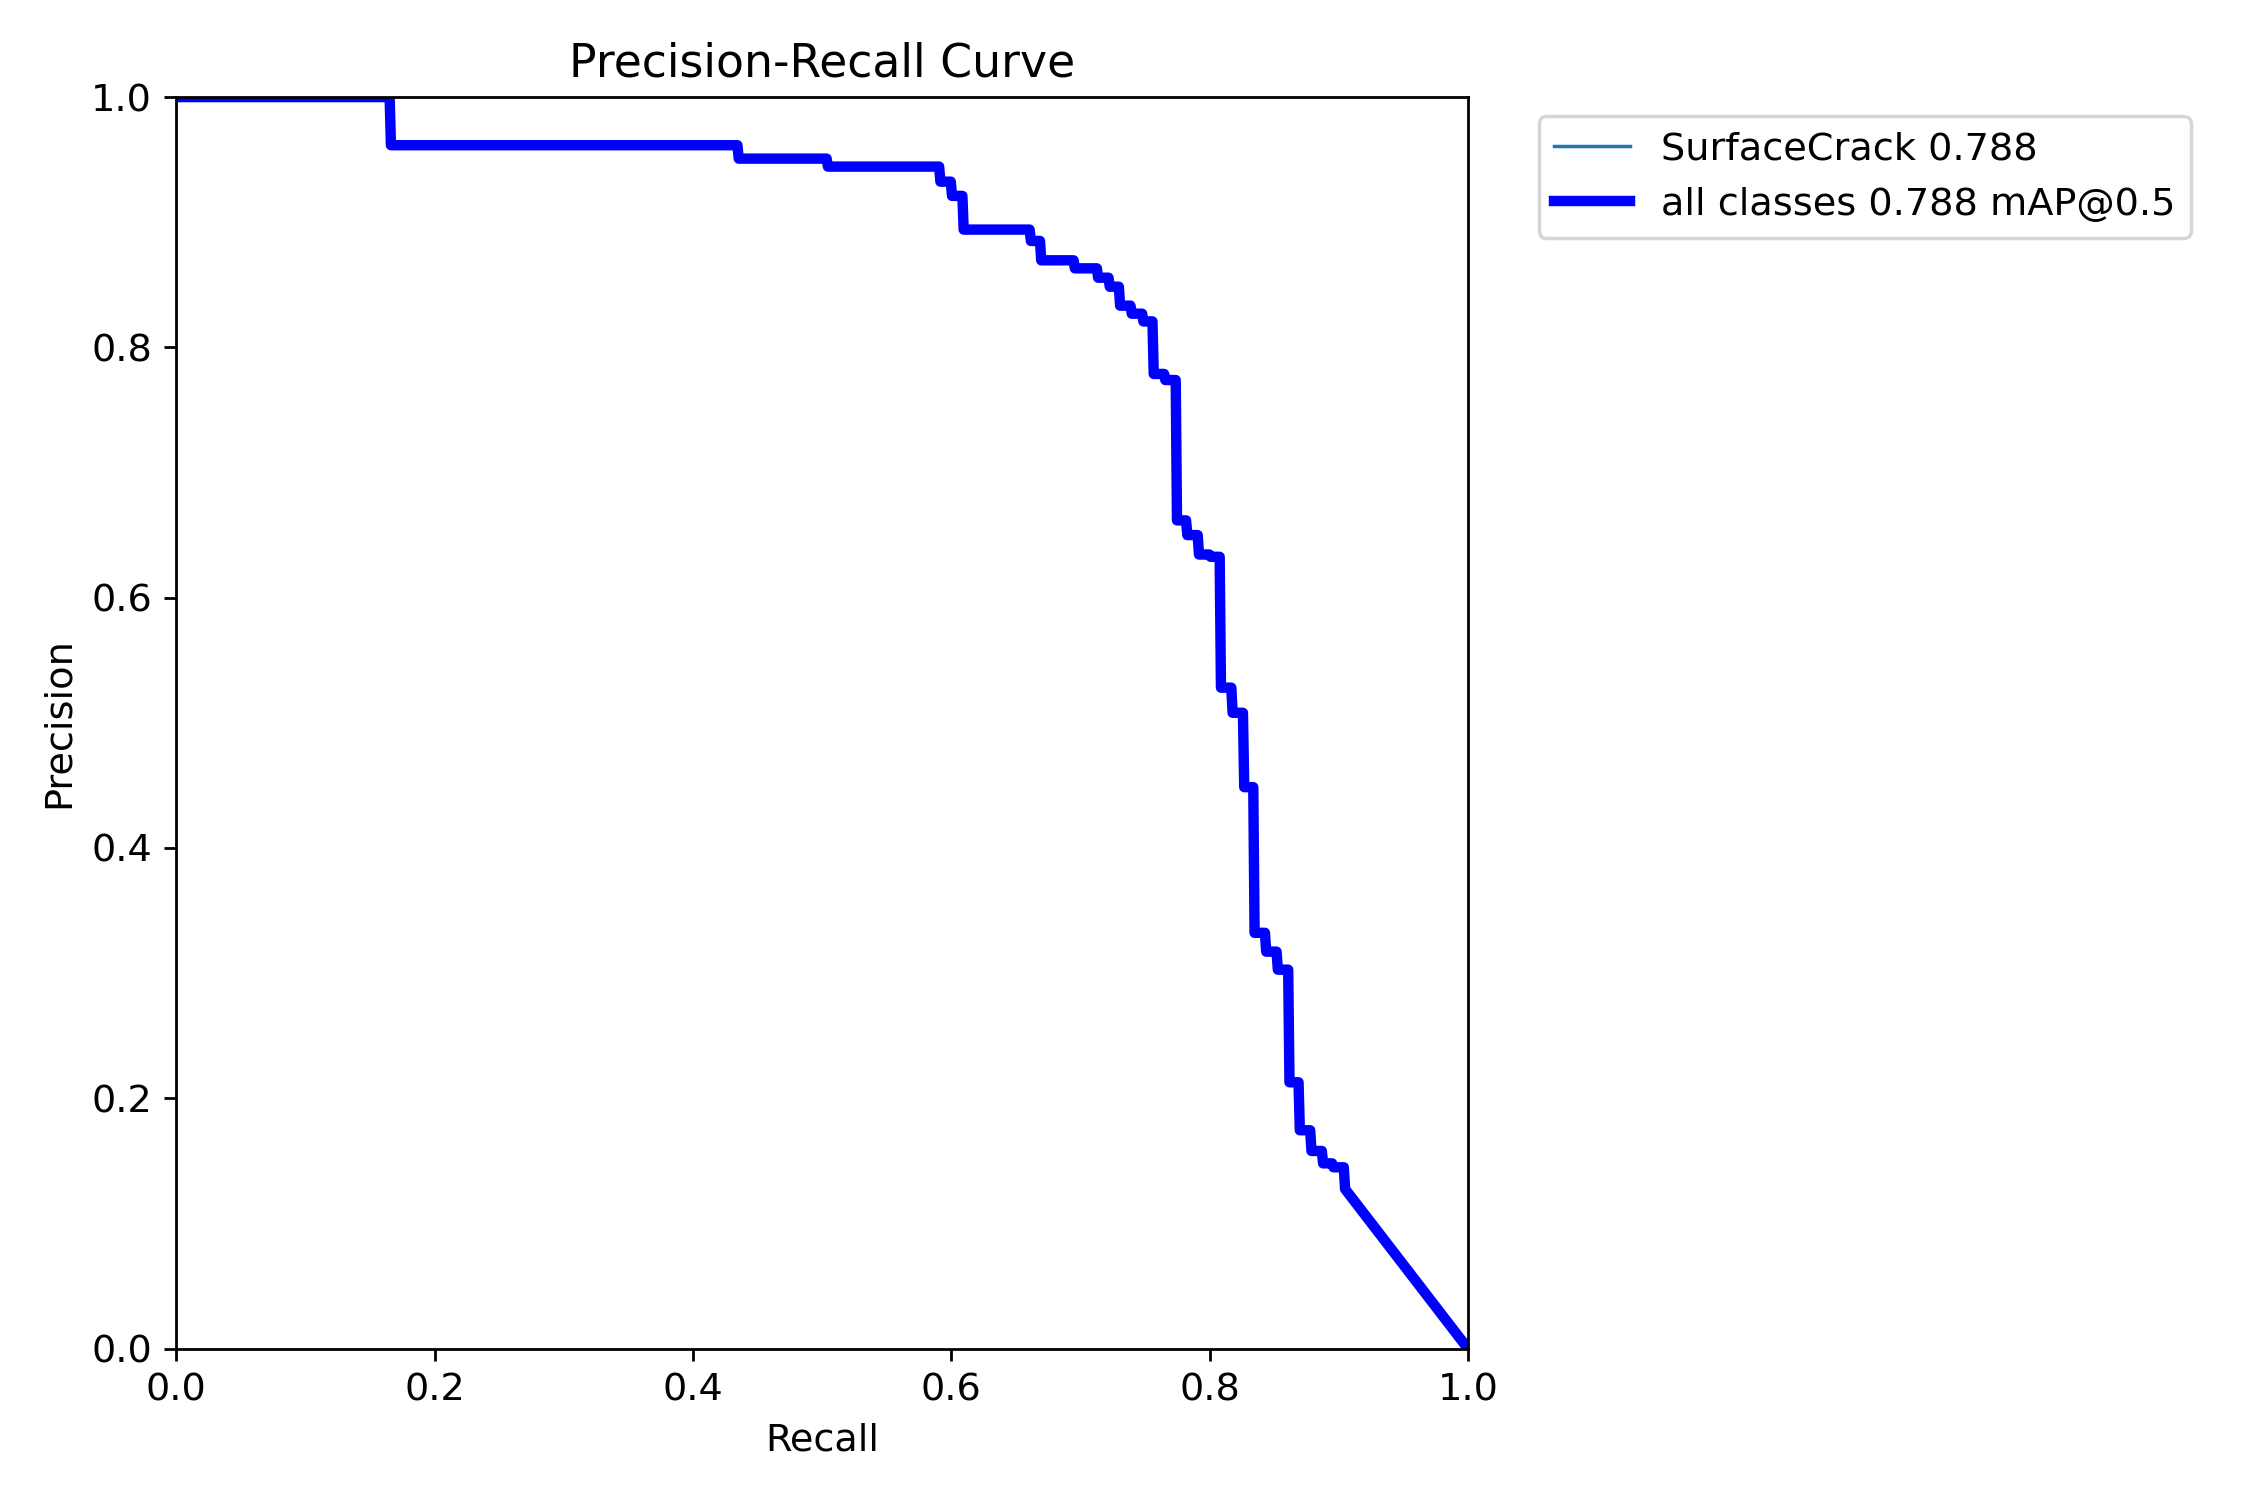 Precision-Recall Curve
SurfaceCrack 0.788
all classes 0.788 mAP@0.5
1.0
0.8
0.6
0.4
0.2
0.0
Precision
0.0 0.2 0.4 0.6 0.8 1.0
Recall